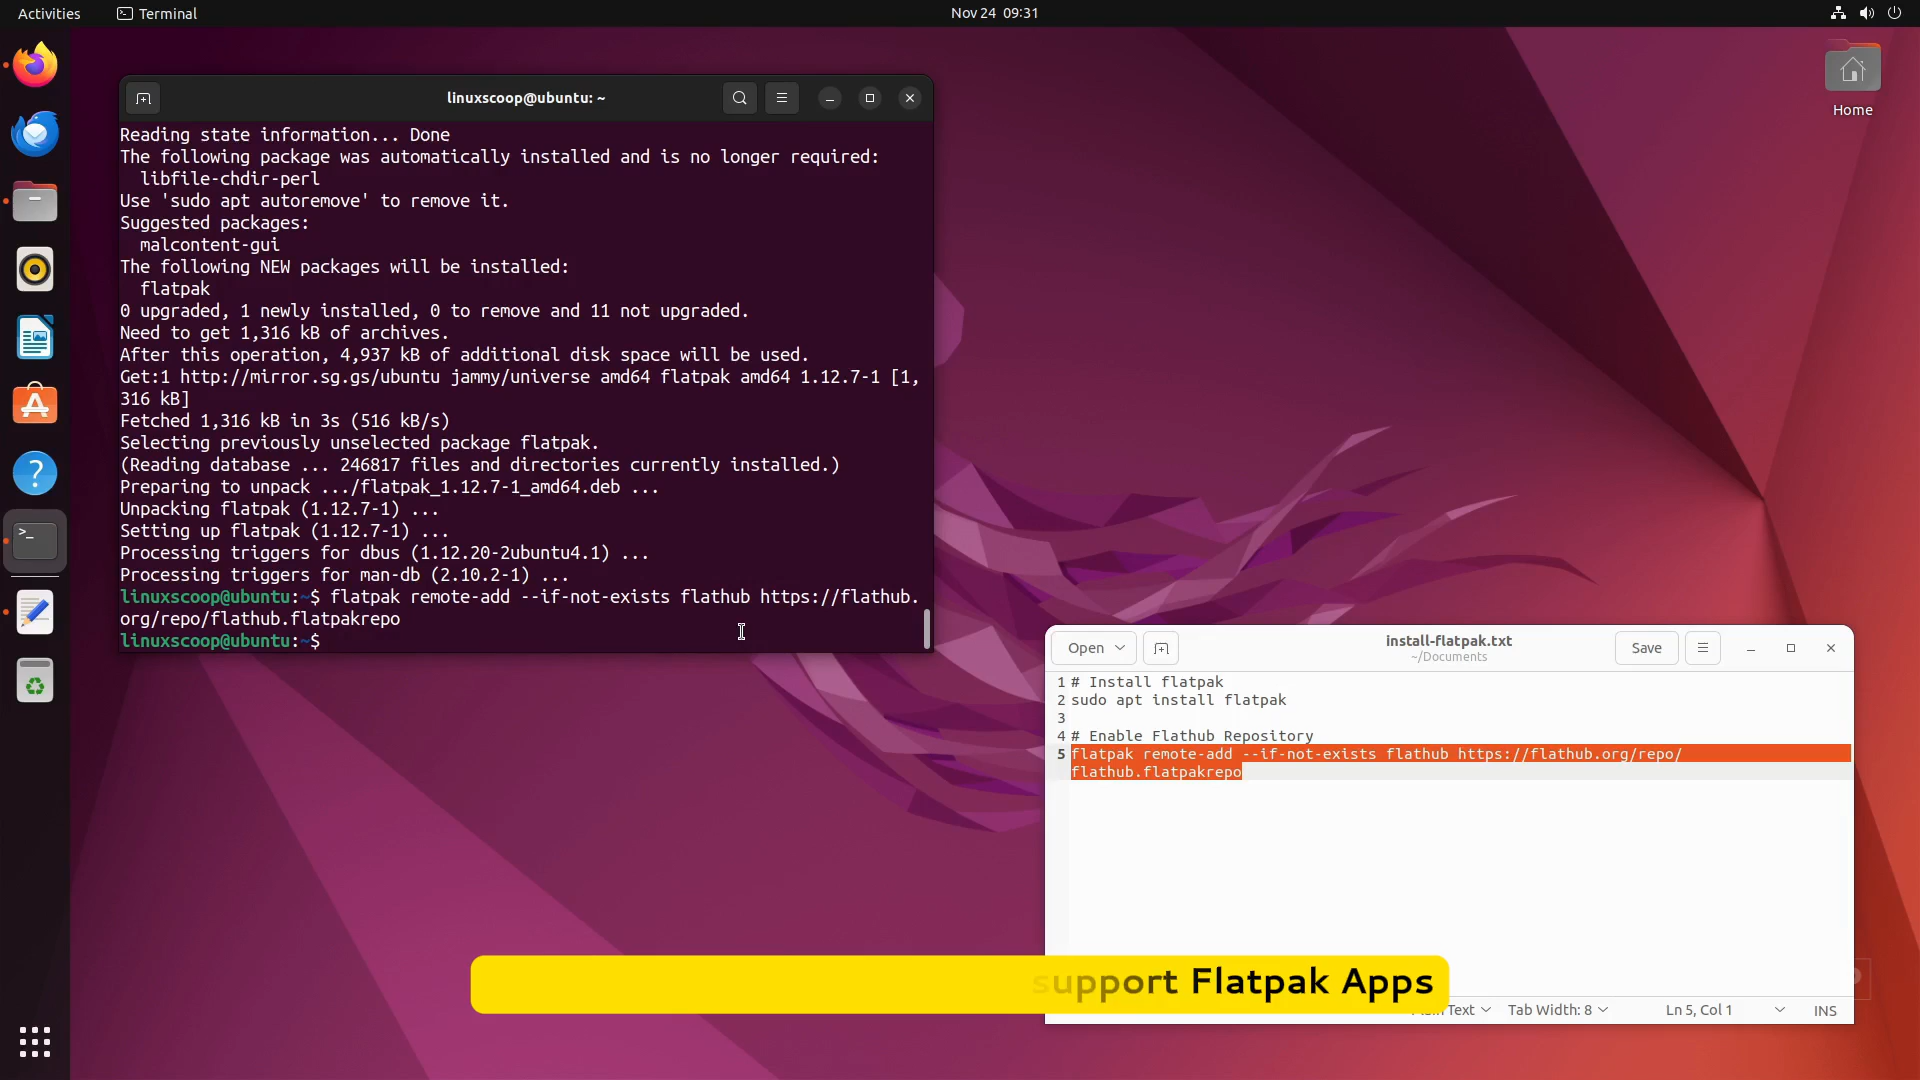 Activities
Terminal
Nov 24 09:31
Home
linuxscoop@ubuntu: ~
Reading state information... Done
The following package was automatically installed and is no longer required:
libfile-chdir-perl
Use 'sudo apt autoremove' to remove it.
Suggested packages:
malcontent-gui
The following NEW packages will be installed:
flatpak
0 upgraded, 1 newly installed, 0 to remove and 11 not upgraded.
Need to get 1,316 kB of archives.
After this operation, 4,937 kB of additional disk space will be used.
Get:1 http://mirror.sg.gs/ubuntu jammy/universe amd64 flatpak amd64 1.12.7-1 [1,
316 kB]
Fetched 1,316 kB in 3s (516 kB/s)
Selecting previously unselected package flatpak.
(Reading database ... 246817 files and directories currently installed.)
Preparing to unpack .../flatpak_1.12.7-1_amd64.deb ...
Unpacking flatpak (1.12.7-1) ...
Setting up flatpak (1.12.7-1) ...
Processing triggers for dbus (1.12.20-2ubuntu4.1) ...
Processing triggers for man-db (2.10.2-1) ...
linuxscoop@ubuntu:~$ flatpak remote-add --if-not-exists flathub https://flathub.
org/repo/flathub.flatpakrepo
linuxscoop@ubuntu:~$
Open
install-flatpak.txt
~/Documents
Save
1 # Install flatpak
2 sudo apt install flatpak
3
4 # Enable Flathub Repository
5 flatpak remote-add --if-not-exists flathub https://flathub.org/repo/
flathub.flatpakrepo
support Flatpak Apps
Text
Tab Width: 8
Ln 5, Col 1
INS